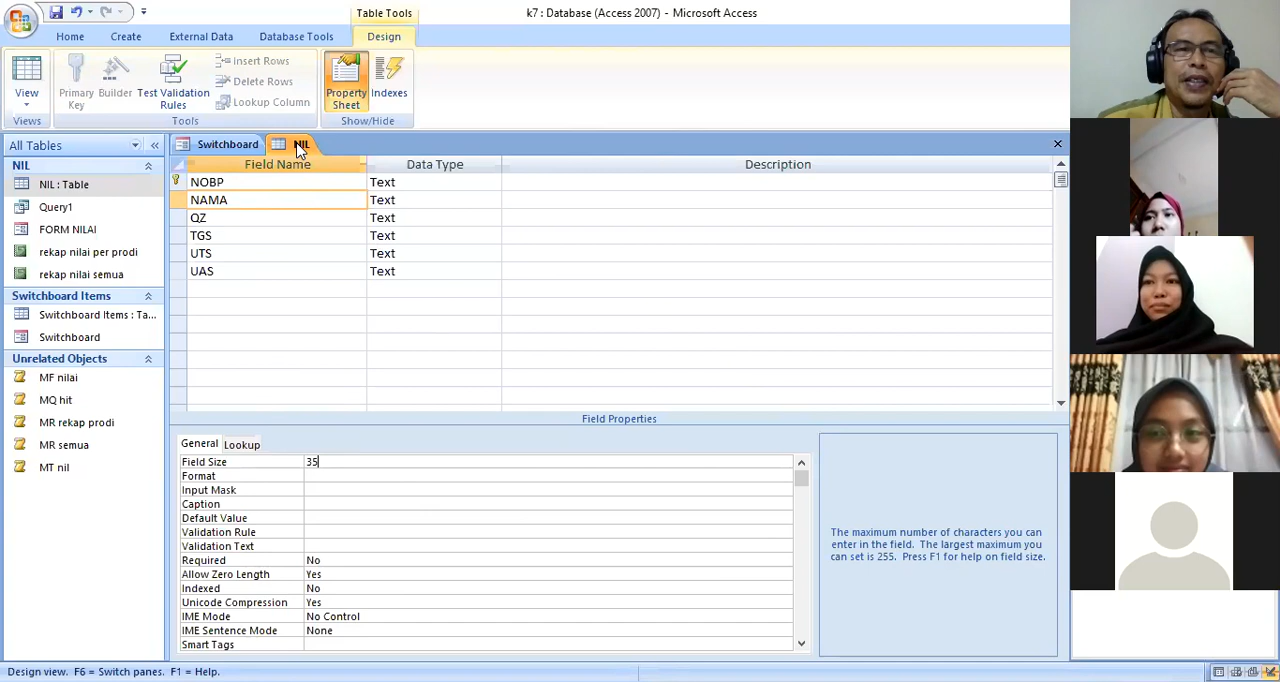 Table Tools
k7 : Database (Access 2007) - Microsoft Access
Home
Create
External Data
Database Tools
Design
View
Primary Key
Builder
Test Validation Rules
Insert Rows
Delete Rows
Lookup Column
Property Sheet
Indexes
Views
Tools
Show/Hide
All Tables
NIL
NIL : Table
Query1
FORM NILAI
rekap nilai per prodi
rekap nilai semua
Switchboard Items
Switchboard Items : Ta...
Switchboard
Unrelated Objects
MF nilai
MQ hit
MR rekap prodi
MR semua
MT nil
Switchboard
NIL
Field Name
Data Type
Description
NOBP Text
NAMA Text
QZ Text
TGS Text
UTS Text
UAS Text
Field Properties
General
Lookup
Field Size 35
Format
Input Mask
Caption
Default Value
Validation Rule
Validation Text
Required No
Allow Zero Length Yes
Indexed No
Unicode Compression Yes
IME Mode No Control
IME Sentence Mode None
Smart Tags
The maximum number of characters you can
enter in the field. The largest maximum you
can set is 255. Press F1 for help on field size.
Design view. F6 = Switch panes. F1 = Help.